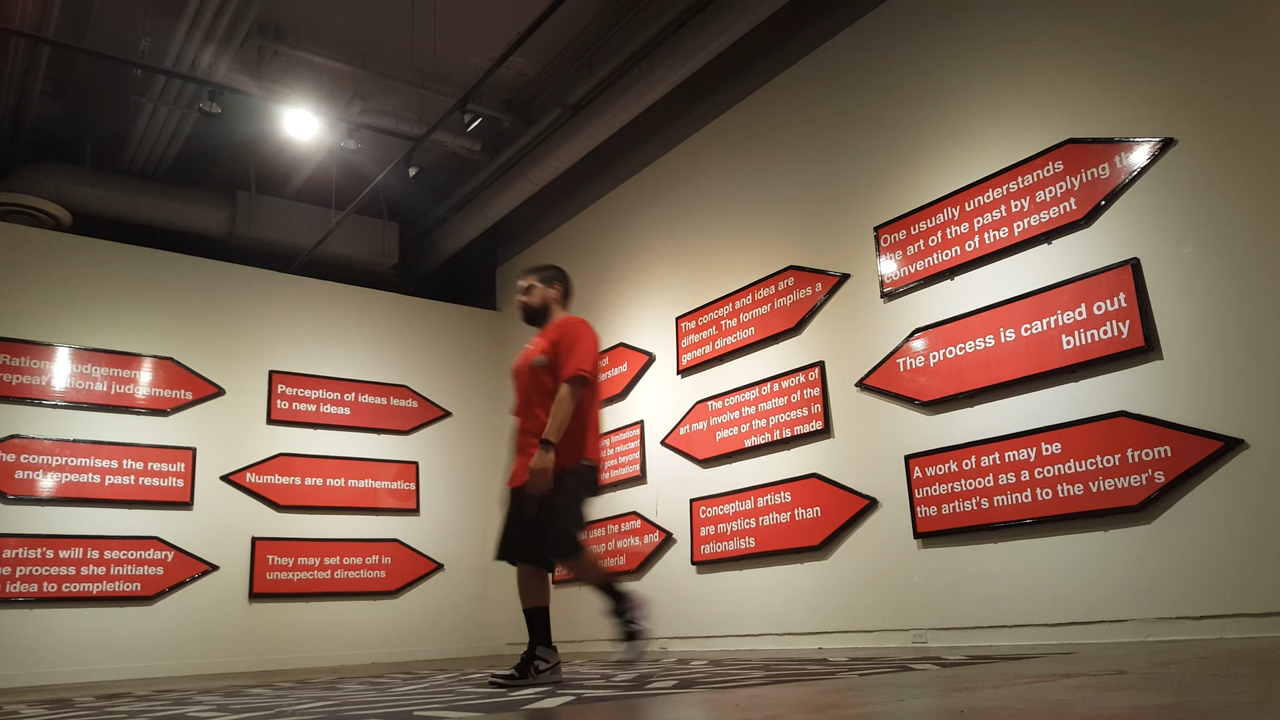 Rational judgements
repeat rational judgements
Perception of ideas leads
to new ideas
he compromises the result
and repeats past results
Numbers are not mathematics
artist's will is secondary
process she initiates
idea to completion
They may set one off in
unexpected directions
not
limitations
be reluctant
goes beyond
the limitations
uses the same
group of works, and
material
The concept and idea are
different. The former implies a
general direction
The concept of a work of
art may involve the matter of the
piece or the process in
which it is made
Conceptual artists
are mystics rather than
rationalists
One usually understands
the art of the past by applying the
convention of the present
The process is carried out
blindly
A work of art may be
understood as a conductor from
the artist's mind to the viewer's